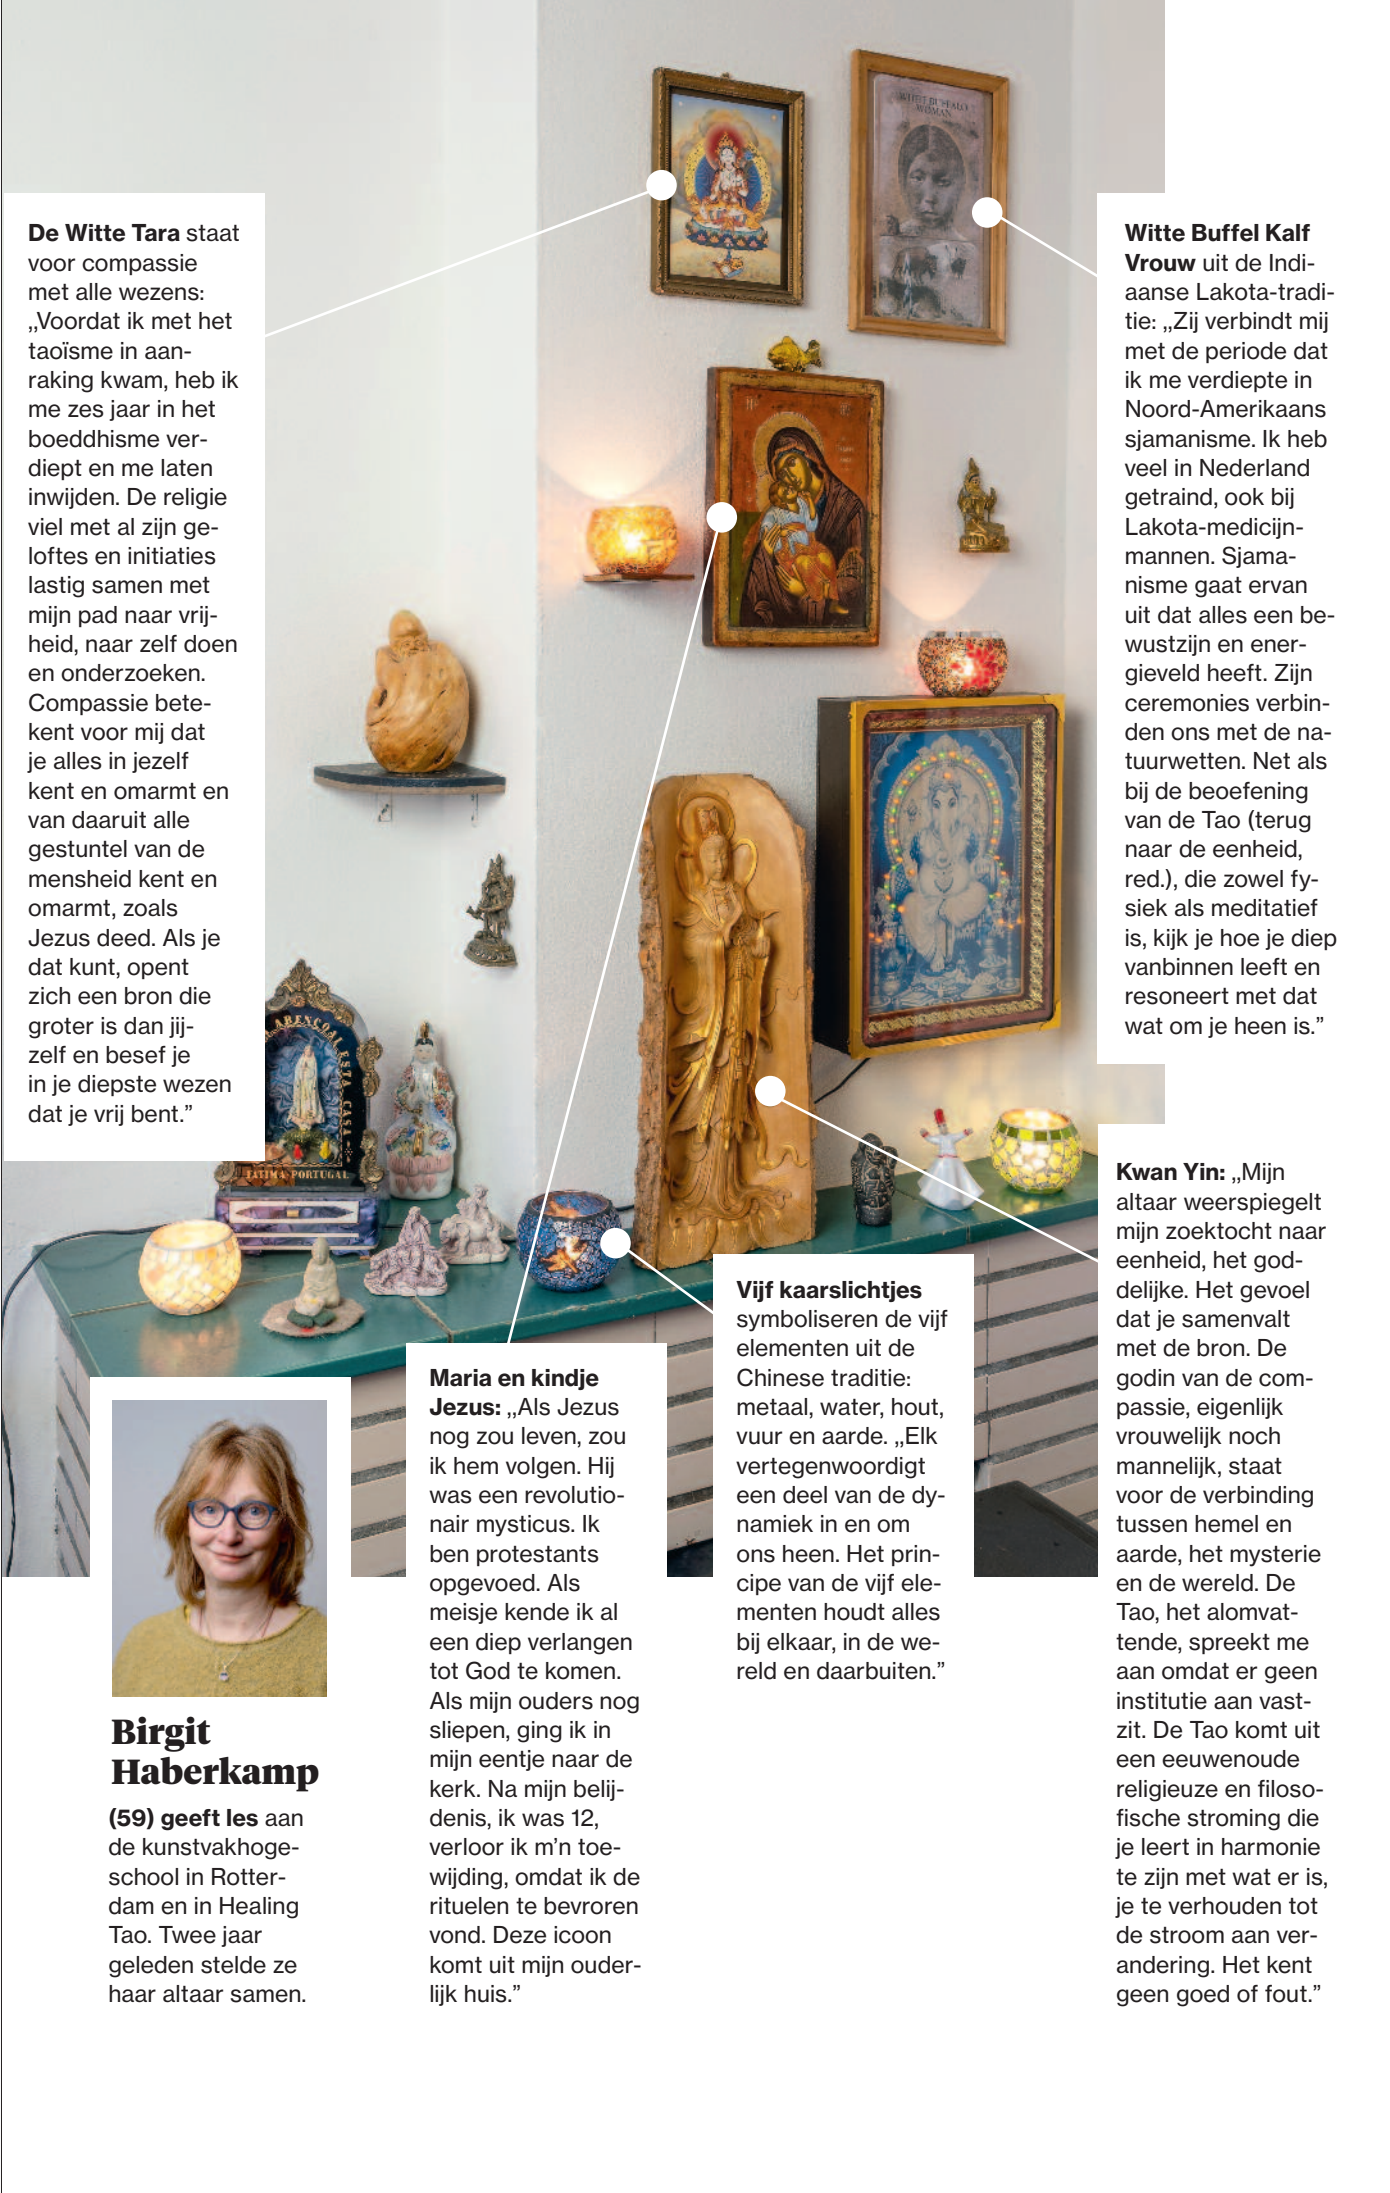 WHITE BUFFALO
WOMAN
De Witte Tara staat
voor compassie
met alle wezens:
„Voordat ik met het
taoïsme in aan-
raking kwam, heb ik
me zes jaar in het
boeddhisme ver-
diept en me laten
inwijden. De religie
viel met al zijn ge-
loftes en initiaties
lastig samen met
mijn pad naar vrij-
heid, naar zelf doen
en onderzoeken.
Compassie bete-
kent voor mij dat
je alles in jezelf
kent en omarmt en
van daaruit alle
gestuntel van de
mensheid kent en
omarmt, zoals
Jezus deed. Als je
dat kunt, opent
zich een bron die
groter is dan jij-
zelf en besef je
in je diepste wezen
dat je vrij bent.”
Witte Buffel Kalf
Vrouw uit de Indi-
aanse Lakota-tradi-
tie: „Zij verbindt mij
met de periode dat
ik me verdiepte in
Noord-Amerikaans
sjamanisme. Ik heb
veel in Nederland
getraind, ook bij
Lakota-medicijn-
mannen. Sjama-
nisme gaat ervan
uit dat alles een be-
wustzijn en ener-
gieveld heeft. Zijn
ceremonies verbin-
den ons met de na-
tuurwetten. Net als
bij de beoefening
van de Tao (terug
naar de eenheid,
red.), die zowel fy-
siek als meditatief
is, kijk je hoe je diep
vanbinnen leeft en
resoneert met dat
wat om je heen is.”
ABENÇOAI ESTA CASA
FATIMA-PORTUGAL
Birgit
Haberkamp
(59) geeft les aan
de kunstvakhoge-
school in Rotter-
dam en in Healing
Tao. Twee jaar
geleden stelde ze
haar altaar samen.
Maria en kindje
Jezus: „Als Jezus
nog zou leven, zou
ik hem volgen. Hij
was een revolutio-
nair mysticus. Ik
ben protestants
opgevoed. Als
meisje kende ik al
een diep verlangen
tot God te komen.
Als mijn ouders nog
sliepen, ging ik in
mijn eentje naar de
kerk. Na mijn belij-
denis, ik was 12,
verloor ik m’n toe-
wijding, omdat ik de
rituelen te bevroren
vond. Deze icoon
komt uit mijn ouder-
lijk huis.”
Vijf kaarslichtjes
symboliseren de vijf
elementen uit de
Chinese traditie:
metaal, water, hout,
vuur en aarde. „Elk
vertegenwoordigt
een deel van de dy-
namiek in en om
ons heen. Het prin-
cipe van de vijf ele-
menten houdt alles
bij elkaar, in de we-
reld en daarbuiten.”
Kwan Yin: „Mijn
altaar weerspiegelt
mijn zoektocht naar
eenheid, het god-
delijke. Het gevoel
dat je samenvalt
met de bron. De
godin van de com-
passie, eigenlijk
vrouwelijk noch
mannelijk, staat
voor de verbinding
tussen hemel en
aarde, het mysterie
en de wereld. De
Tao, het alomvat-
tende, spreekt me
aan omdat er geen
institutie aan vast-
zit. De Tao komt uit
een eeuwenoude
religieuze en filoso-
fische stroming die
je leert in harmonie
te zijn met wat er is,
je te verhouden tot
de stroom aan ver-
andering. Het kent
geen goed of fout.”